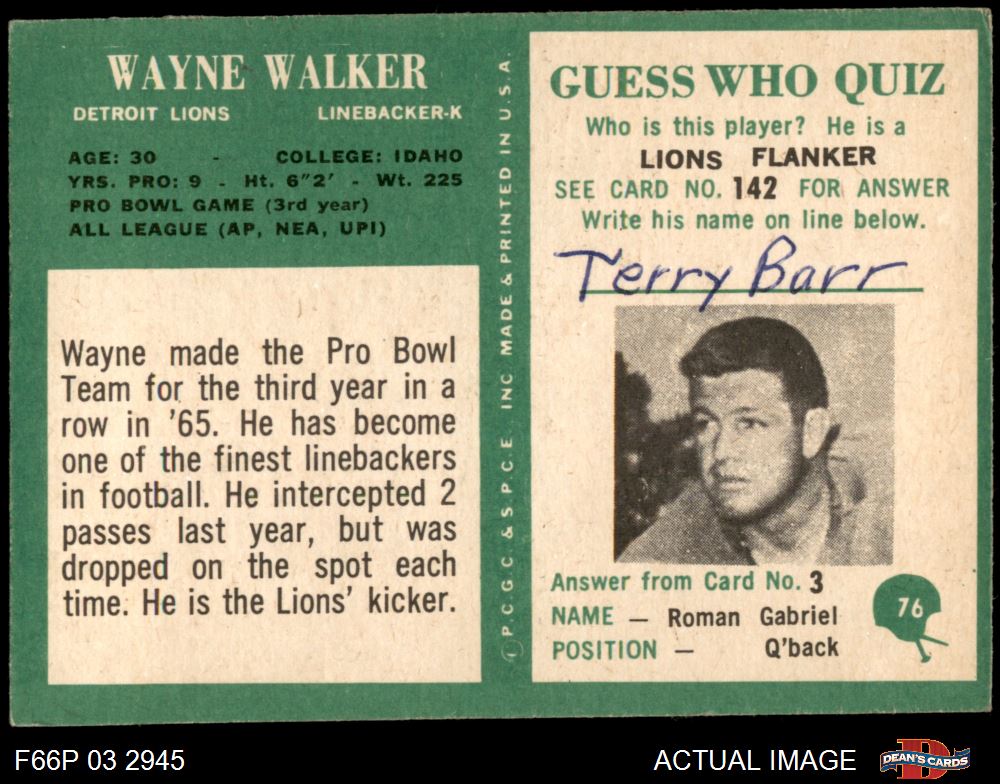 WAYNE WALKER
DETROIT LIONS LINEBACKER-K
AGE: 30 - COLLEGE: IDAHO
YRS. PRO: 9 - Ht. 6"2' - Wt. 225
PRO BOWL GAME (3rd year)
ALL LEAGUE (AP, NEA, UPI)
Wayne made the Pro Bowl
Team for the third year in a
row in '65. He has become
one of the finest linebackers
in football. He intercepted 2
passes last year, but was
dropped on the spot each
time. He is the Lions' kicker.
© P.C.G.C. & S.P.C.E. INC MADE & PRINTED IN U.S.A.
GUESS WHO QUIZ
Who is this player? He is a
LIONS FLANKER
SEE CARD NO. 142 FOR ANSWER
Write his name on line below.
Terry Barr
Answer from Card No. 3
NAME — Roman Gabriel
POSITION — Q'back
76
F66P 03 2945
ACTUAL IMAGE
DEAN'S CARDS